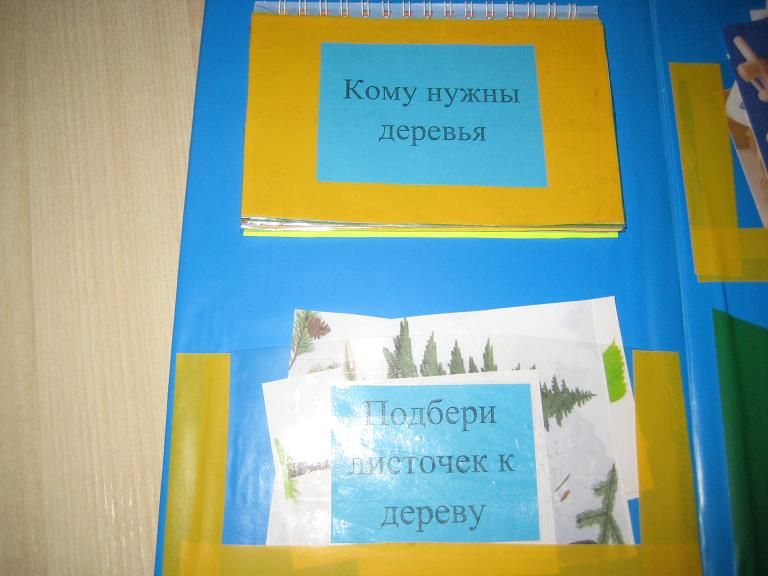 Кому нужны
деревья
Подбери
листочек к
дереву